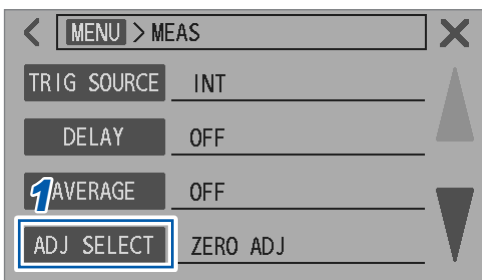 < MENU > MEAS X
TRIG SOURCE INT
DELAY OFF
1 AVERAGE OFF
ADJ SELECT ZERO ADJ